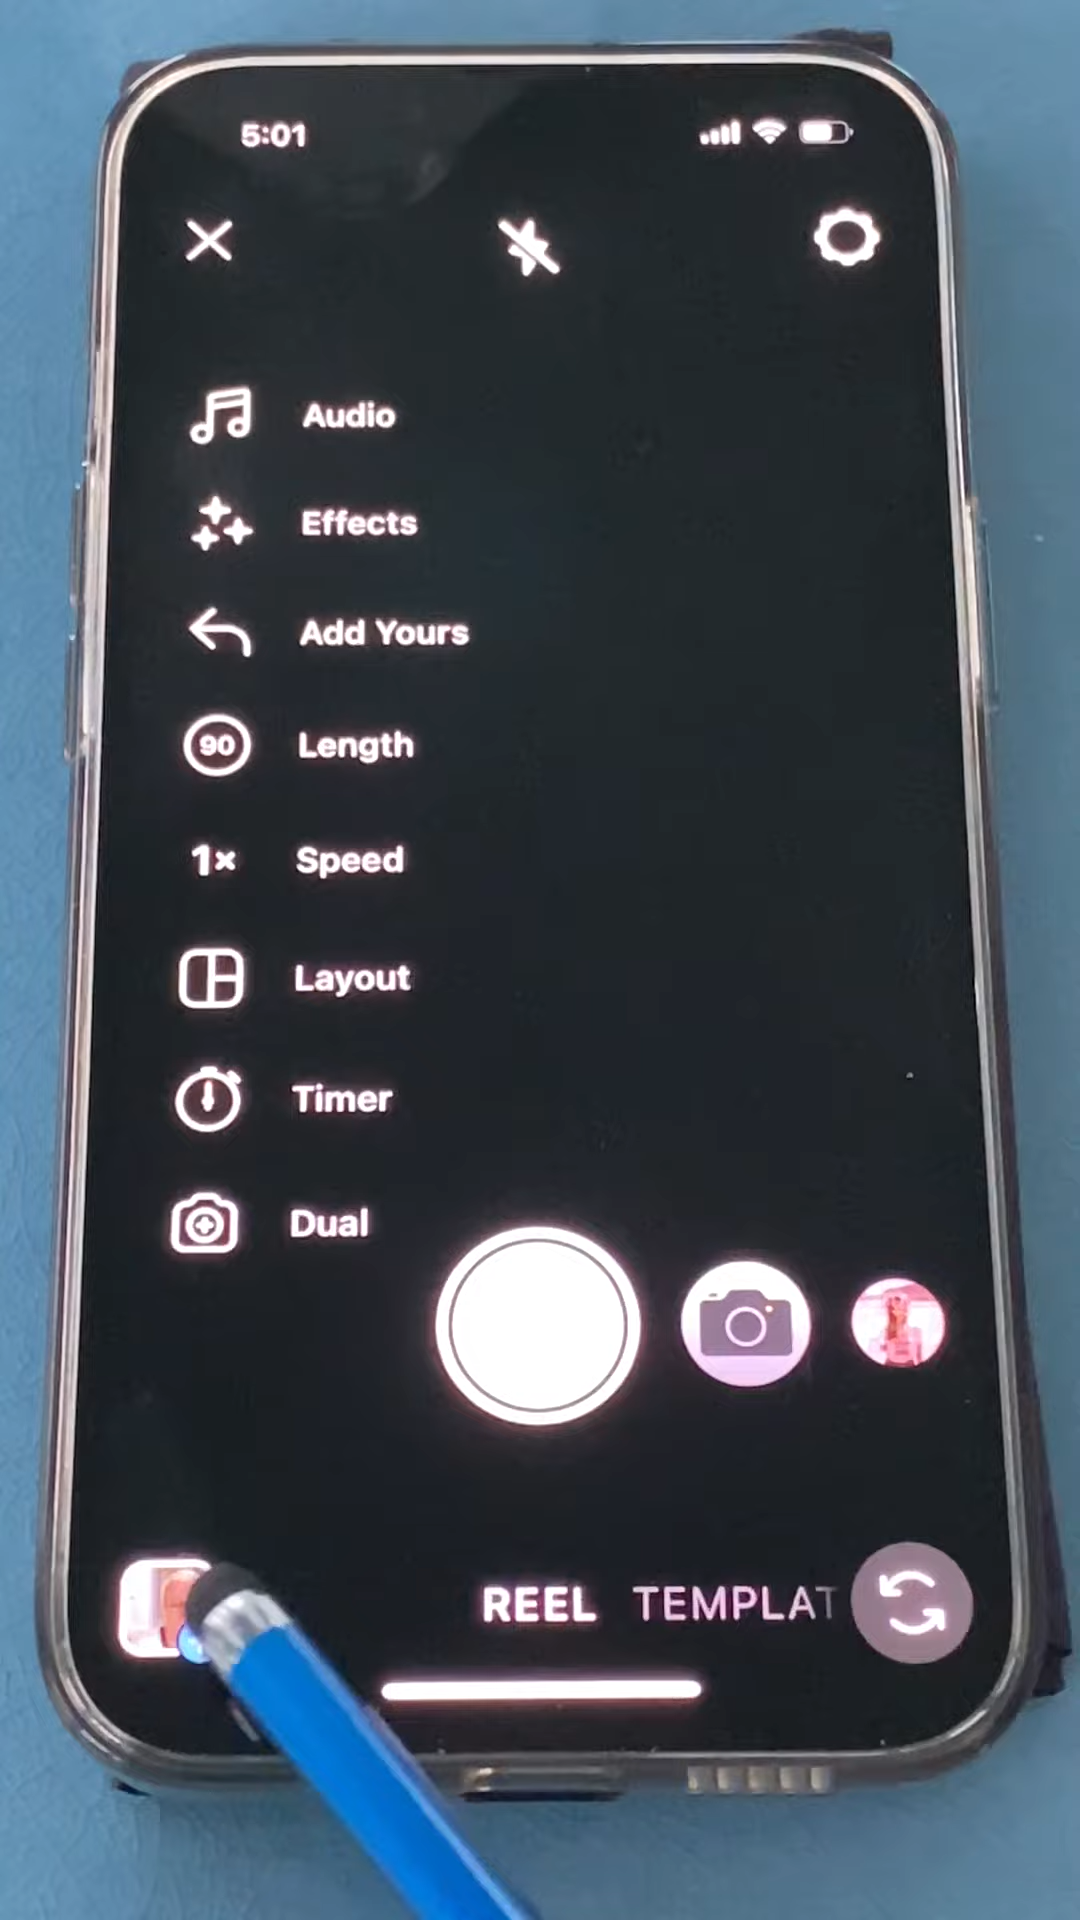 5:01
Audio
Effects
Add Yours
90 Length
1× Speed
Layout
Timer
Dual
REEL TEMPLAT